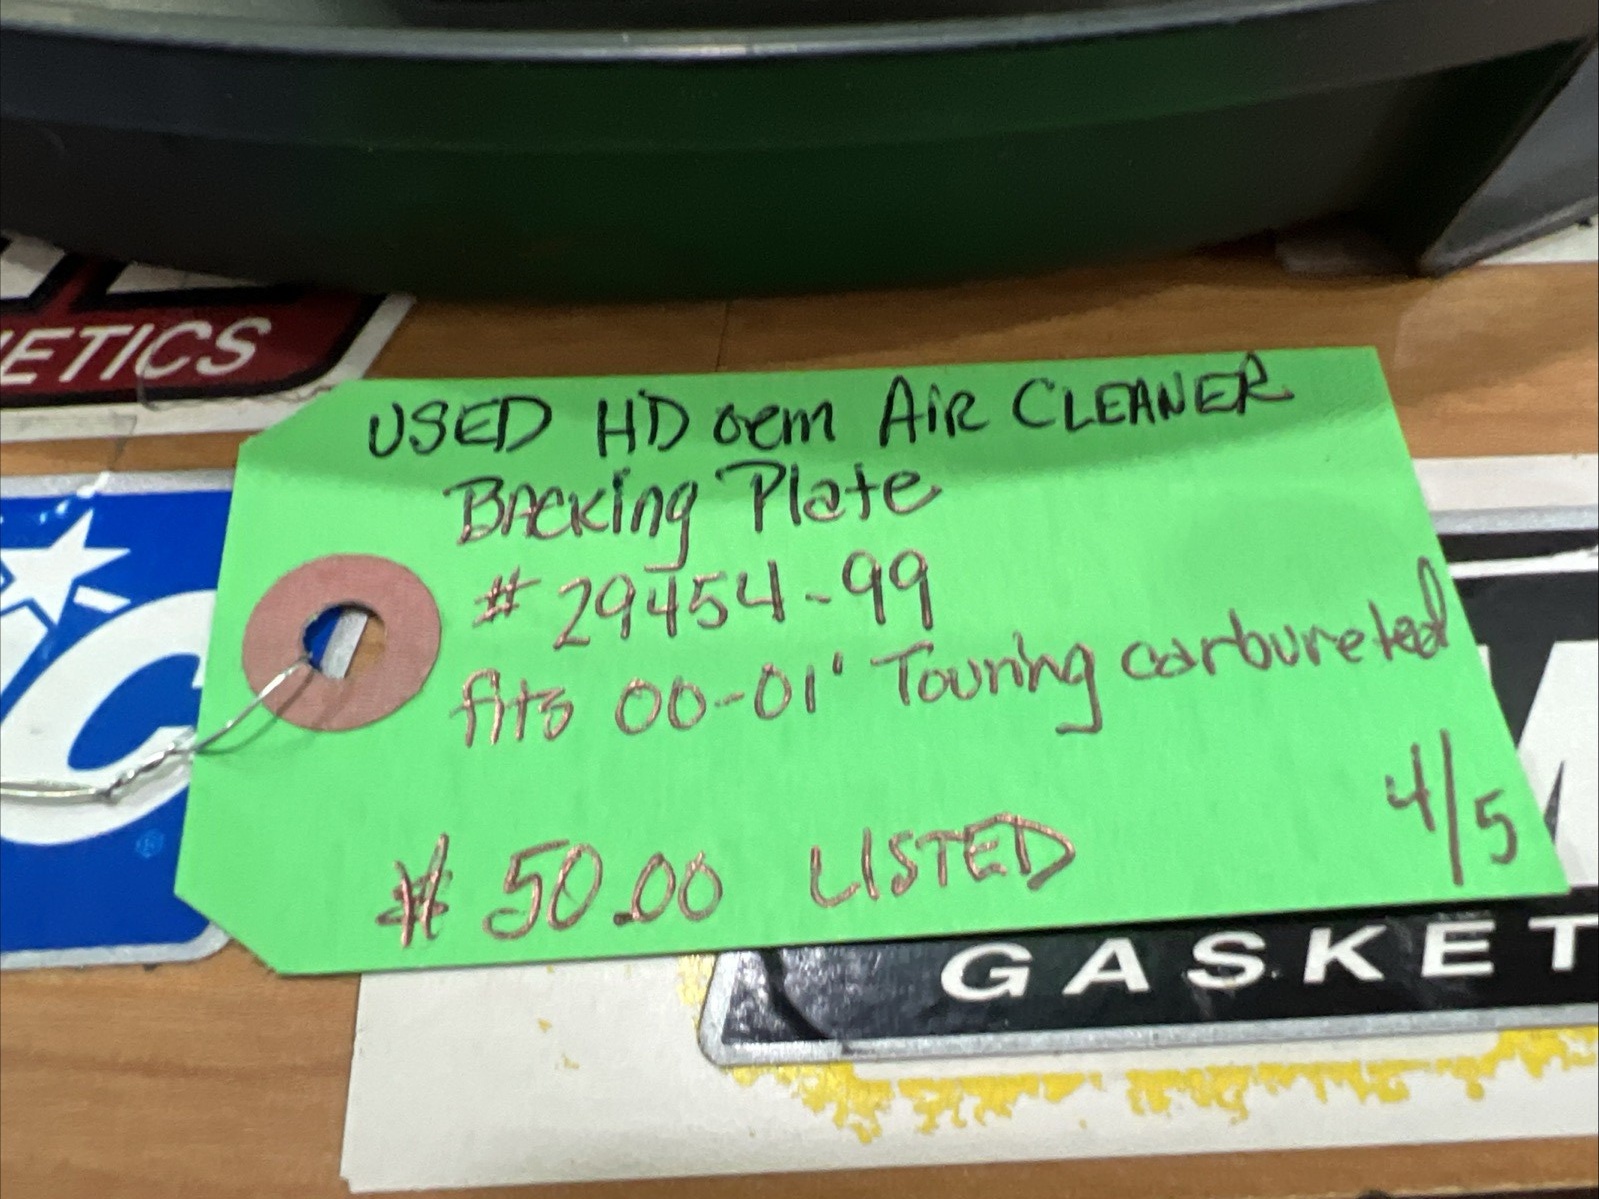 ETICS
USED HD oem AIR CLEANER
Backing Plate
# 29454-99
fits 00-01' Touring carbureted
4/5
# 50.00 LISTED
C
®
GASKET